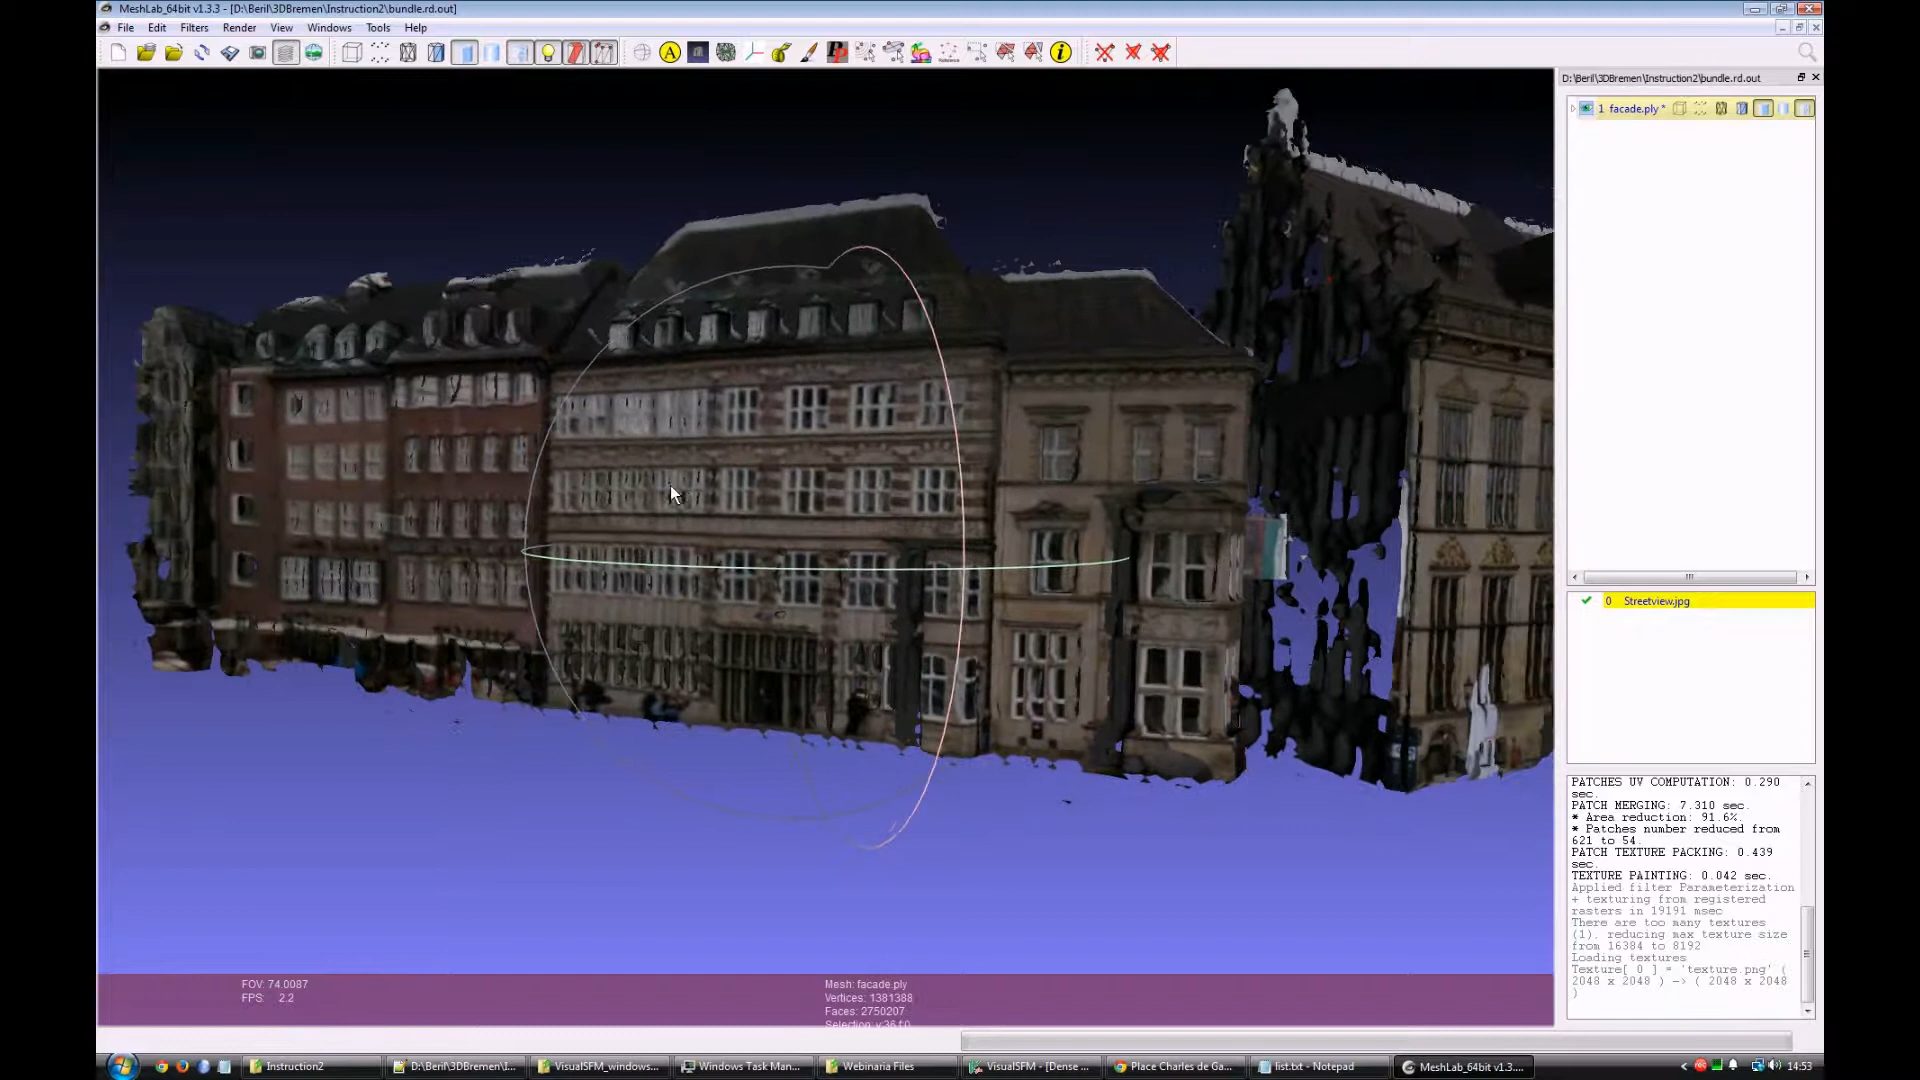 MeshLab_64bit v1.3.3 - [D:\Beril\3DBremen\Instruction2\bundle.rd.out]
File Edit Filters Render View Windows Tools Help
D:\Beril\3DBremen\Instruction2\bundle.rd.out
1 facade.ply *
0 Streetview.jpg
PATCHES UV COMPUTATION: 0.290
sec.
PATCH MERGING: 7.310 sec.
* Area reduction: 91.6%.
* Patches number reduced from
621 to 54.
PATCH TEXTURE PACKING: 0.439
sec.
TEXTURE PAINTING: 0.042 sec.
Applied filter Parameterization
+ texturing from registered
rasters in 19191 msec
There are too many textures
(1). reducing max texture size
from 16384 to 8192
Loading textures
Texture[ 0 ] = 'texture.png' (
2048 x 2048 ) -> ( 2048 x 2048
)
FOV: 74.0087
FPS: 2.2
Mesh: facade.ply
Vertices: 1381388
Faces: 2750207
Selection: v:36 f:0
Instruction2
D:\Beril\3DBremen\I...
VisualSFM_windows...
Windows Task Man...
Webinaria Files
VisualSFM - [Dense ...
Place Charles de Ga...
list.txt - Notepad
MeshLab_64bit v1.3....
14:53